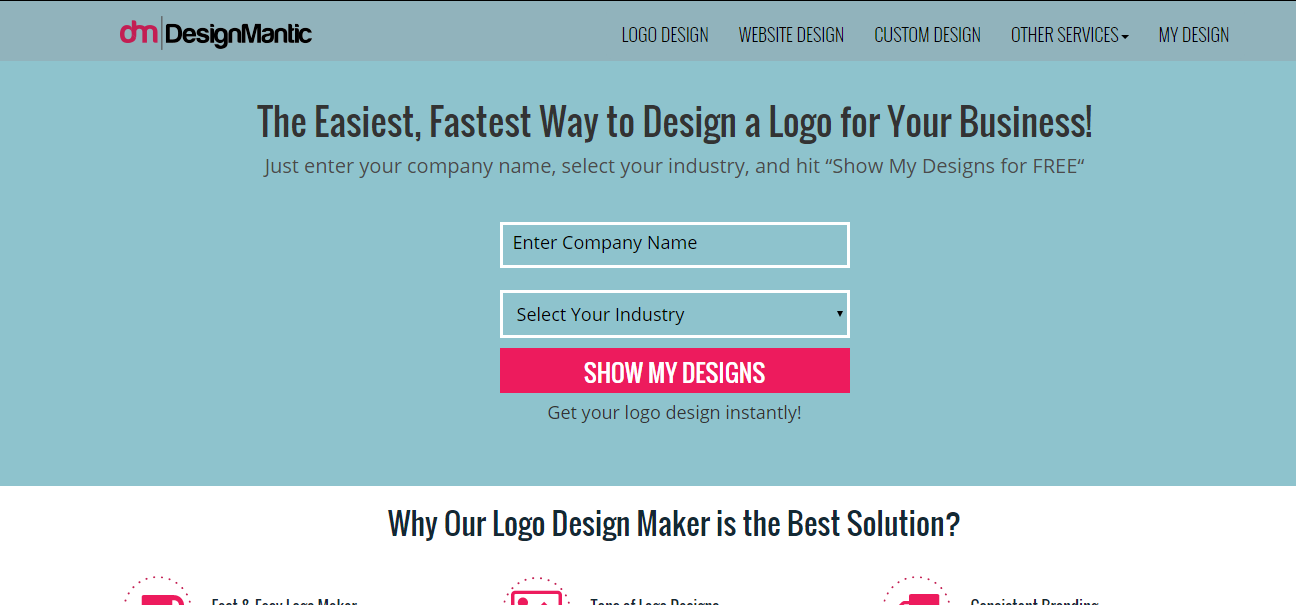 dm DesignMantic
LOGO DESIGN WEBSITE DESIGN CUSTOM DESIGN OTHER SERVICES MY DESIGN
The Easiest, Fastest Way to Design a Logo for Your Business!
Just enter your company name, select your industry, and hit “Show My Designs for FREE“
Enter Company Name
Select Your Industry
SHOW MY DESIGNS
Get your logo design instantly!
Why Our Logo Design Maker is the Best Solution?
Fast & Easy Logo Maker Tons of Logo Designs Consistent Branding